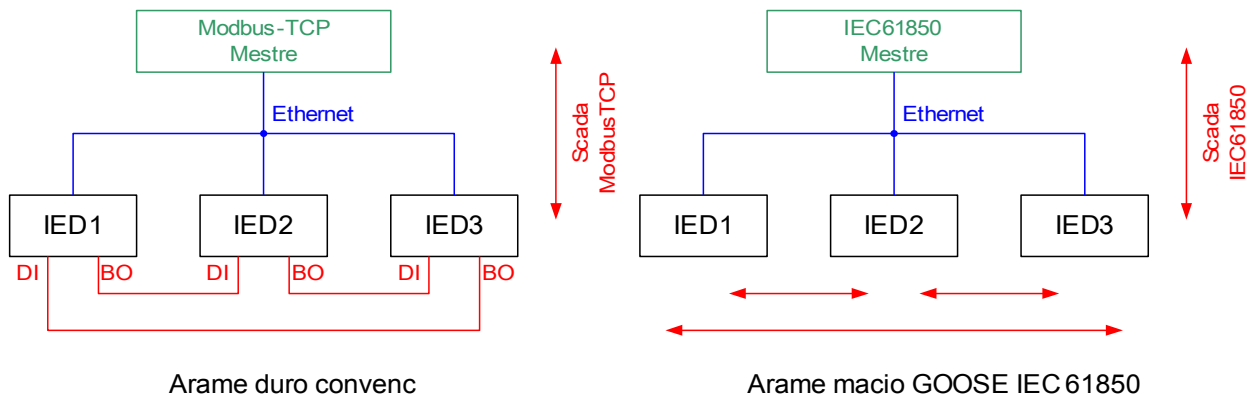 Modbus-TCP
Mestre
Ethernet
Scada
ModbusTCP
IED1
IED2
IED3
DI
BO
DI
BO
DI
BO
Arame duro convenc
IEC61850
Mestre
Ethernet
Scada
IEC61850
IED1
IED2
IED3
Arame macio GOOSE IEC 61850